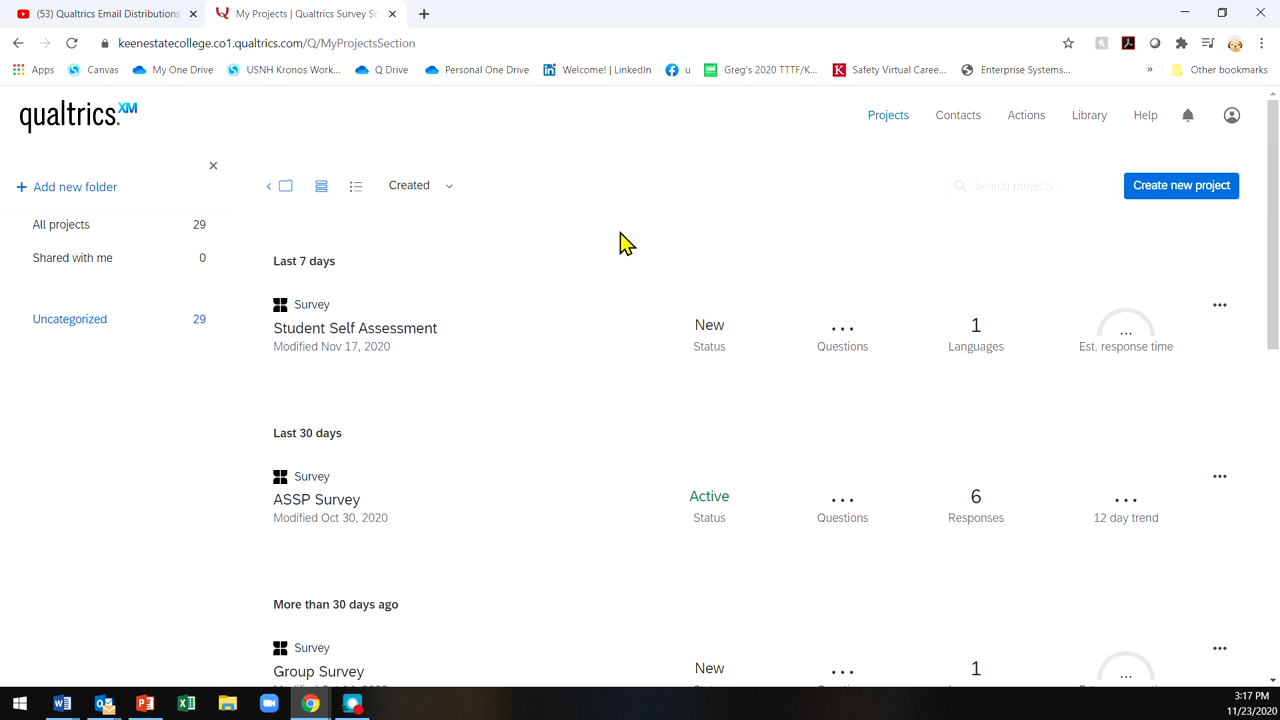 (53) Qualtrics Email Distributions
My Projects | Qualtrics Survey So
keenestatecollege.co1.qualtrics.com/Q/MyProjectsSection
Apps
Canvas
My One Drive
USNH Kronos Work...
Q Drive
Personal One Drive
Welcome! | LinkedIn
u
Greg's 2020 TTTF/K...
Safety Virtual Caree...
Enterprise Systems...
»
Other bookmarks
qualtrics.XM
Projects
Contacts
Actions
Library
Help
+ Add new folder
Created
Search projects...
Create new project
All projects 29
Shared with me 0
Uncategorized 29
Last 7 days
Survey
Student Self Assessment
Modified Nov 17, 2020
New
Status
...
Questions
1
Languages
...
Est. response time
Last 30 days
Survey
ASSP Survey
Modified Oct 30, 2020
Active
Status
...
Questions
6
Responses
...
12 day trend
More than 30 days ago
Survey
Group Survey
New
...
1
...
3:17 PM
11/23/2020